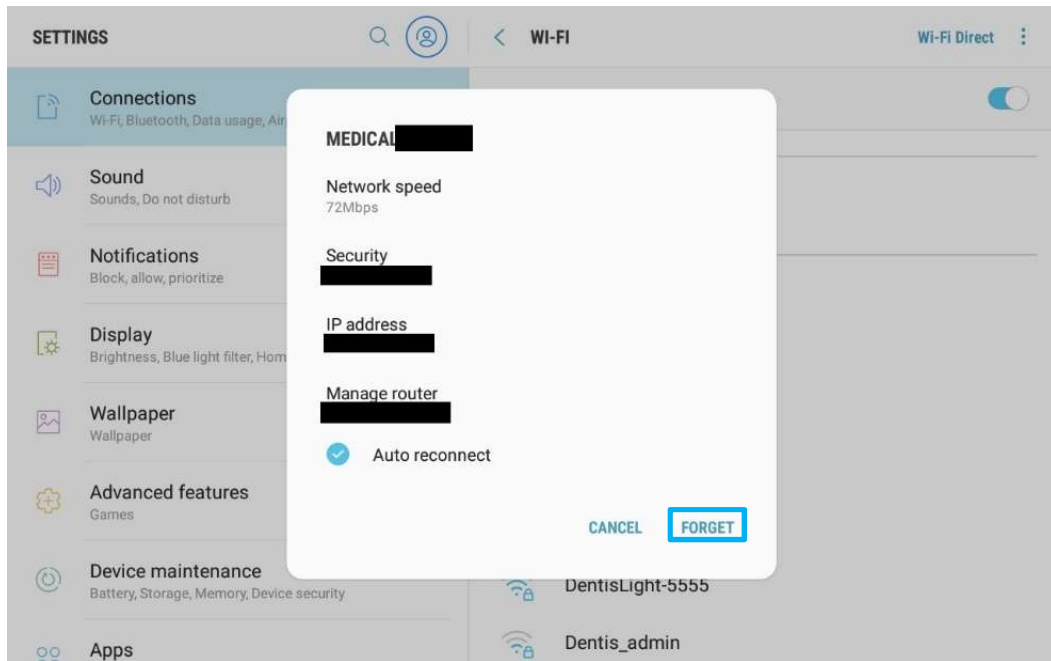 SETTINGS
Connections
Wi-Fi, Bluetooth, Data usage, Air
Sound
Sounds, Do not disturb
Notifications
Block, allow, prioritize
Display
Brightness, Blue light filter, Hom
Wallpaper
Wallpaper
Advanced features
Games
Device maintenance
Battery, Storage, Memory, Device security
Apps
WI-FI
Wi-Fi Direct
MEDICAL
Network speed
72Mbps
Security
IP address
Manage router
Auto reconnect
CANCEL
FORGET
DentisLight-5555
Dentis_admin